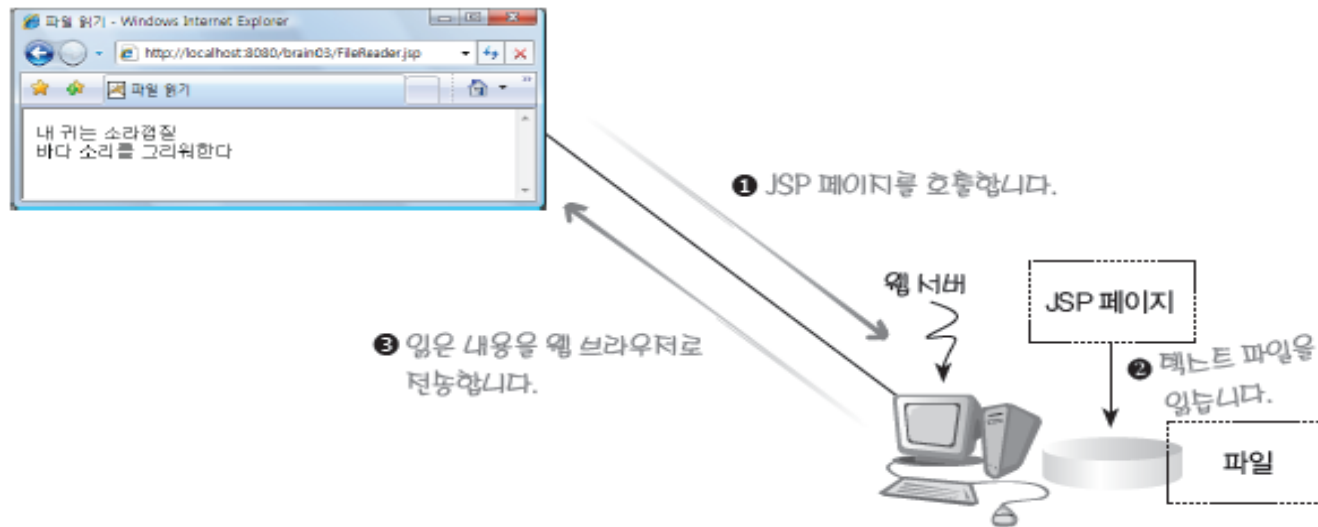 파일 읽기 - Windows Internet Explorer
http://localhost:8080/brain03/FileReader.jsp
파일 읽기
내 귀는 소라껍질
바다 소리를 그리워한다
❶ JSP 페이지를 호출합니다.
웹 서버
JSP 페이지
❷ 텍스트 파일을
읽습니다.
❸ 읽은 내용을 웹 브라우저로
전송합니다.
파일